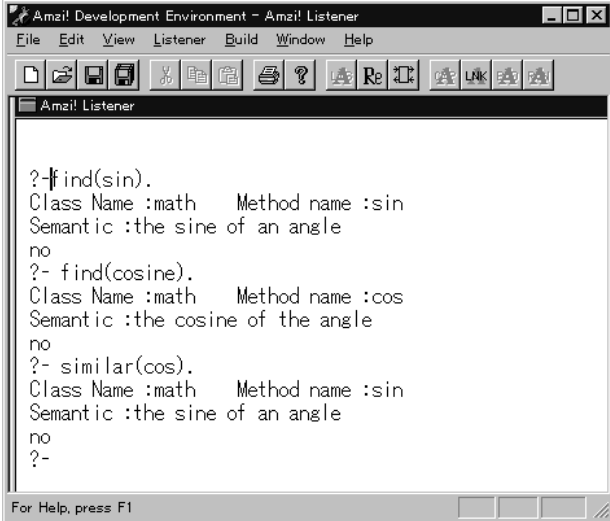 Amzi! Development Environment - Amzi! Listener
File Edit View Listener Build Window Help
Re LNK
Amzi! Listener
?-find(sin).
Class Name :math Method name :sin
Semantic :the sine of an angle
no
?- find(cosine).
Class Name :math Method name :cos
Semantic :the cosine of the angle
no
?- similar(cos).
Class Name :math Method name :sin
Semantic :the sine of an angle
no
?-
For Help, press F1